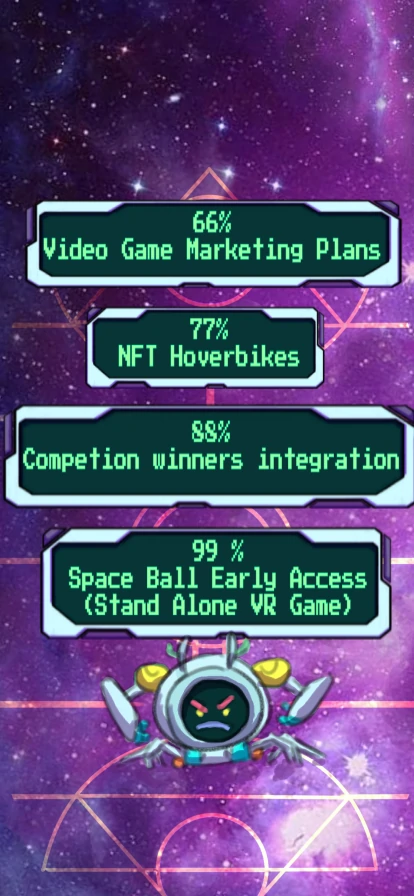 66%
Video Game Marketing Plans
77%
NFT Hoverbikes
88%
Competion winners integration
99 %
Space Ball Early Access
(Stand Alone VR Game)